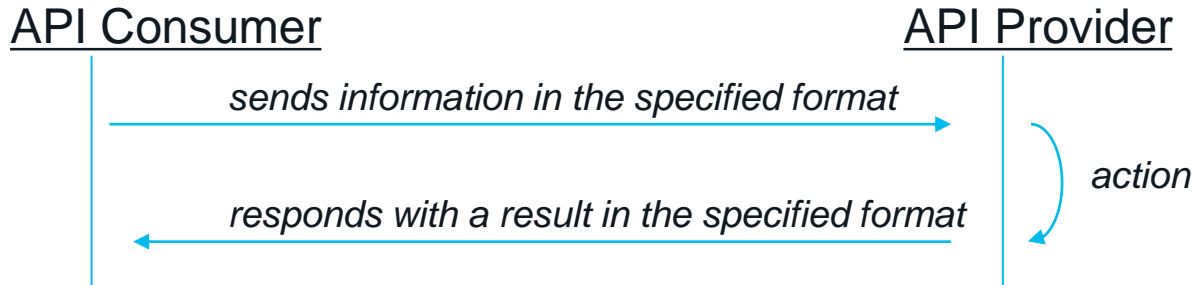 API Consumer
API Provider
sends information in the specified format
action
responds with a result in the specified format